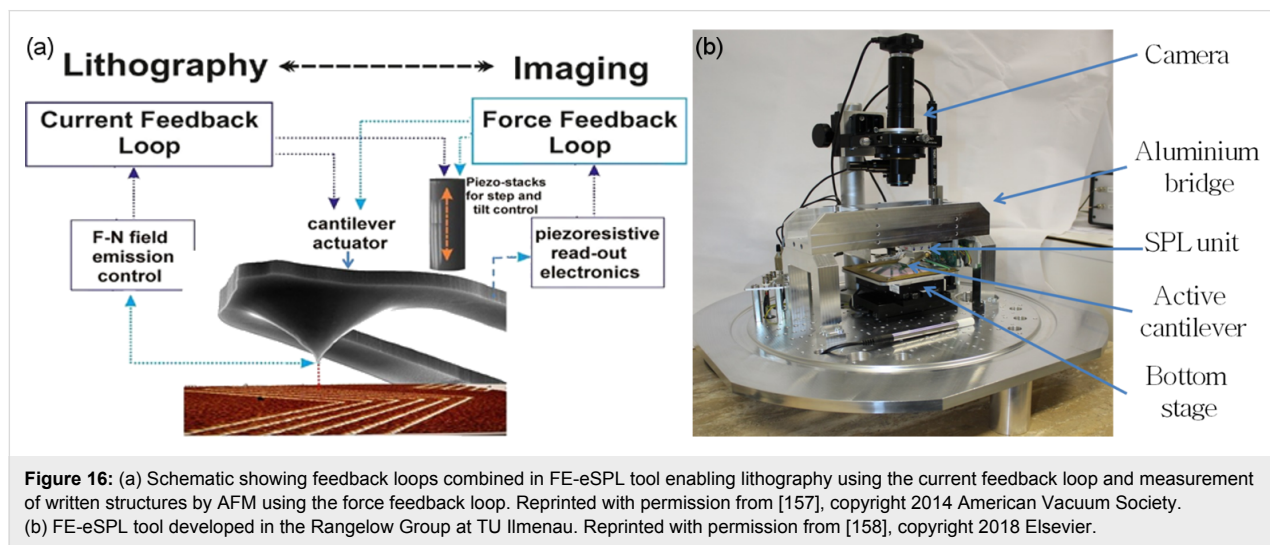 (a)
Lithography
Imaging
Current Feedback
Loop
Force Feedback
Loop
Piezo-stacks
for step and
tilt control
cantilever
actuator
F-N field
emission
control
piezoresistive
read-out
electronics
(b)
Camera
Aluminium
bridge
SPL unit
Active
cantilever
Bottom
stage
Figure 16: (a) Schematic showing feedback loops combined in FE-eSPL tool enabling lithography using the current feedback loop and measurement
of written structures by AFM using the force feedback loop. Reprinted with permission from [157], copyright 2014 American Vacuum Society.
(b) FE-eSPL tool developed in the Rangelow Group at TU Ilmenau. Reprinted with permission from [158], copyright 2018 Elsevier.